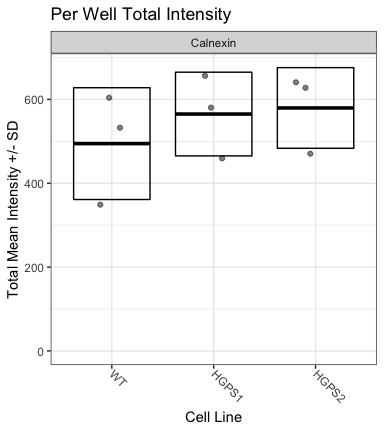 Per Well Total Intensity
Calnexin
Total Mean Intensity +/- SD
600
400
200
0
WT
HGPS1
HGPS2
Cell Line